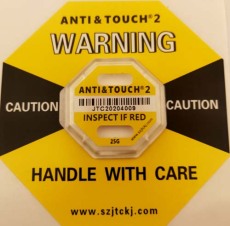 ANTI&TOUCH®2
WARNING
CAUTION
ANTI&TOUCH®2
JTC20204009
INSPECT IF RED
25G
CAUTION
HANDLE WITH CARE
www.szjtckj.com